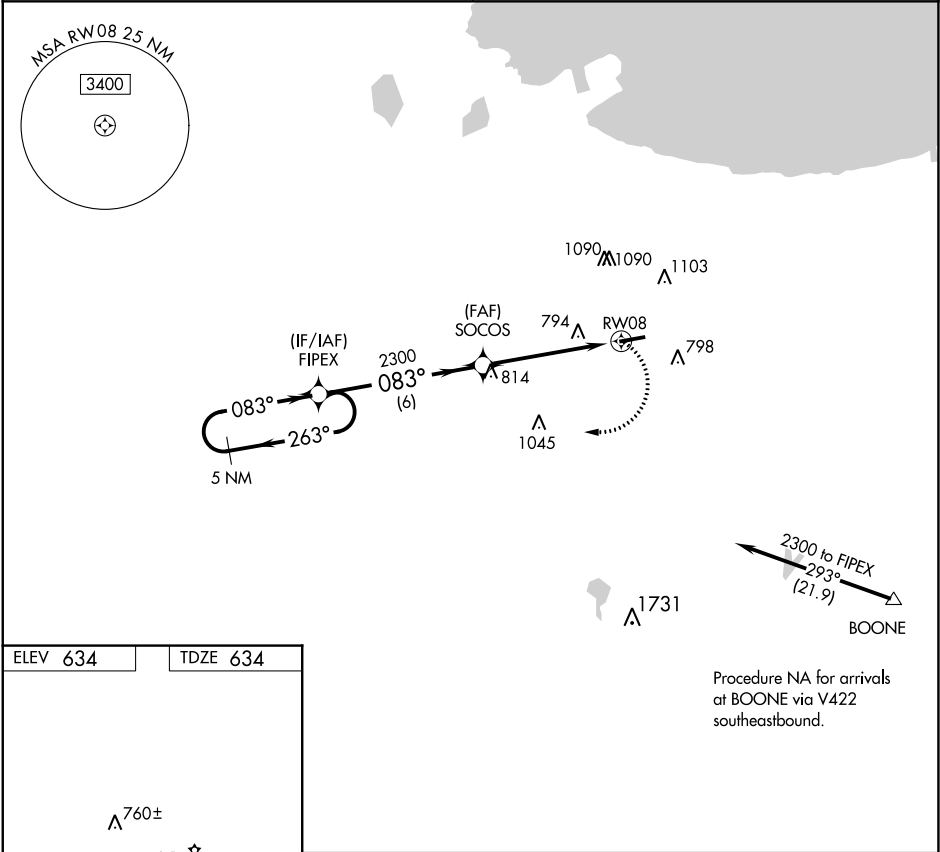 MSA RW08 25 NM
3400
1090
1090
1103
794
RW08
798
(FAF)
SOCOS
814
(IF/IAF)
FIPEX
2300
083°
(6)
083°
263°
5 NM
1045
2300 to FIPEX
293°
(21.9)
BOONE
1731
Procedure NA for arrivals
at BOONE via V422
southeastbound.
ELEV 634
TDZE 634
760±